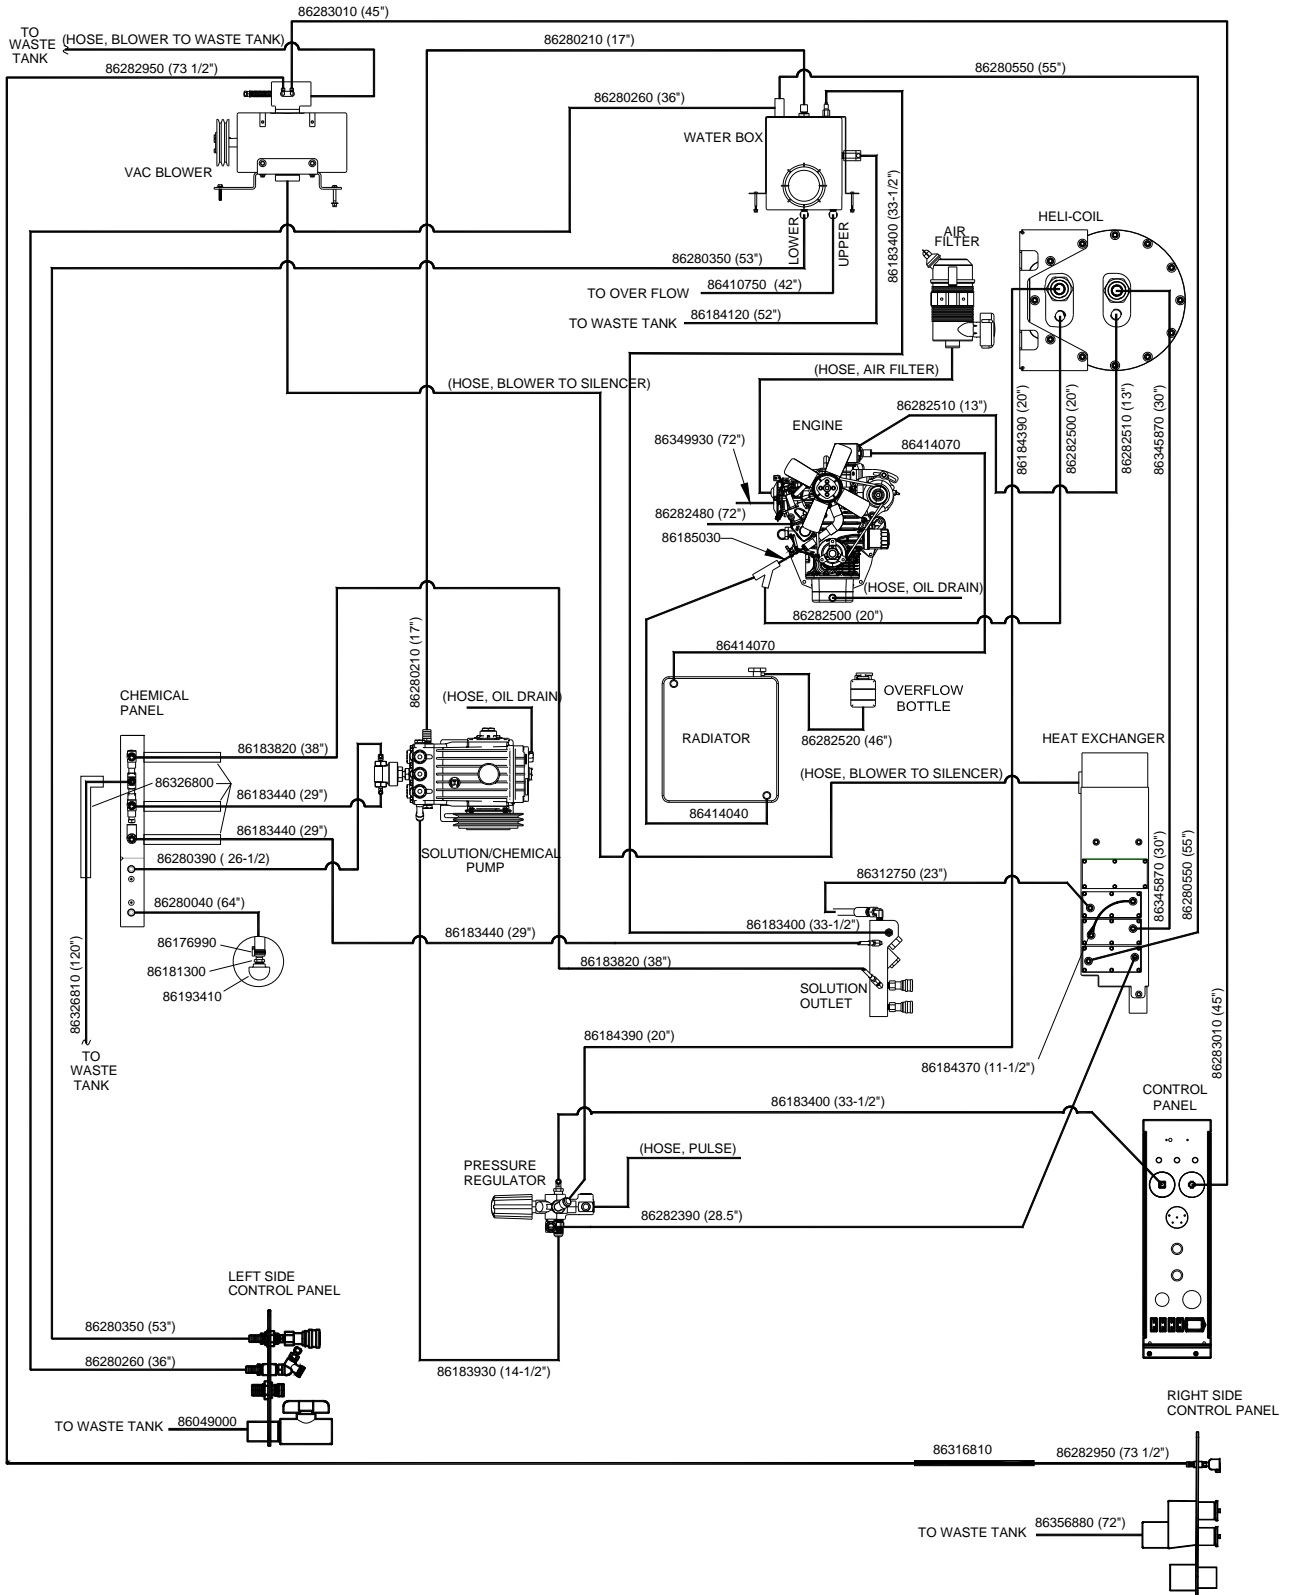 86283010 (45")
TO
WASTE
TANK
(HOSE, BLOWER TO WASTE TANK)
86280210 (17")
86282950 (73 1/2")
86280550 (55")
86280260 (36")
WATER BOX
VAC BLOWER
86183400 (33-1/2")
LOWER
UPPER
HELI-COIL
AIR
FILTER
86280350 (53")
TO OVER FLOW
86410750 (42")
TO WASTE TANK
86184120 (52")
(HOSE, AIR FILTER)
(HOSE, BLOWER TO SILENCER)
86282510 (13")
86184390 (20")
86282500 (20")
86282510 (13")
86345870 (30")
ENGINE
86349930 (72")
86414070
86282480 (72")
86185030
(HOSE, OIL DRAIN)
86282500 (20")
86280210 (17")
86414070
CHEMICAL
PANEL
(HOSE, OIL DRAIN)
OVERFLOW
BOTTLE
RADIATOR
86282520 (46")
HEAT EXCHANGER
86183820 (38")
(HOSE, BLOWER TO SILENCER)
86326800
86183440 (29")
86414040
86183440 (29")
SOLUTION/CHEMICAL
PUMP
86280390 ( 26-1/2)
86312750 (23")
86345870 (30")
86280550 (55")
86280040 (64")
86183400 (33-1/2")
86183440 (29")
86176990
86181300
86193410
86183820 (38")
SOLUTION
OUTLET
86326810 (120")
TO
WASTE
TANK
86184390 (20")
86184370 (11-1/2")
86283010 (45")
CONTROL
PANEL
86183400 (33-1/2")
(HOSE, PULSE)
PRESSURE
REGULATOR
86282390 (28.5")
LEFT SIDE
CONTROL PANEL
86280350 (53")
86280260 (36")
86183930 (14-1/2")
TO WASTE TANK
86049000
RIGHT SIDE
CONTROL PANEL
86316810
86282950 (73 1/2")
TO WASTE TANK
86356880 (72")